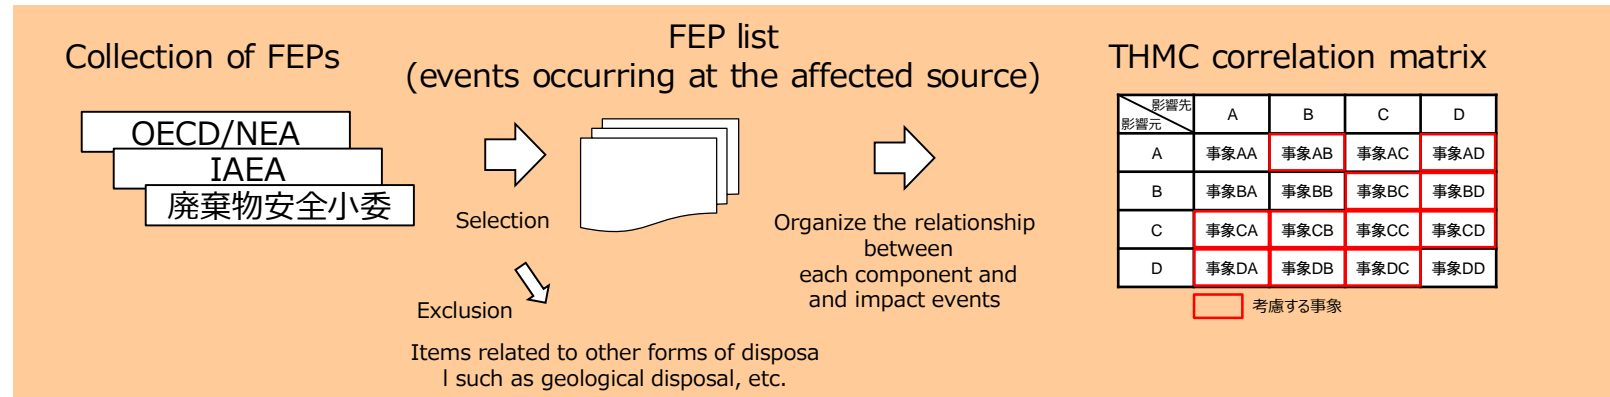 Collection of FEPs
OECD/NEA
IAEA
廃棄物安全小委
Selection
Exclusion
Items related to other forms of disposa
l such as geological disposal, etc.
FEP list
(events occurring at the affected source)
Organize the relationship
between
each component and
and impact events
THMC correlation matrix
影響先
影響元 A B C D
A 事象AA 事象AB 事象AC 事象AD
B 事象BA 事象BB 事象BC 事象BD
C 事象CA 事象CB 事象CC 事象CD
D 事象DA 事象DB 事象DC 事象DD
考慮する事象